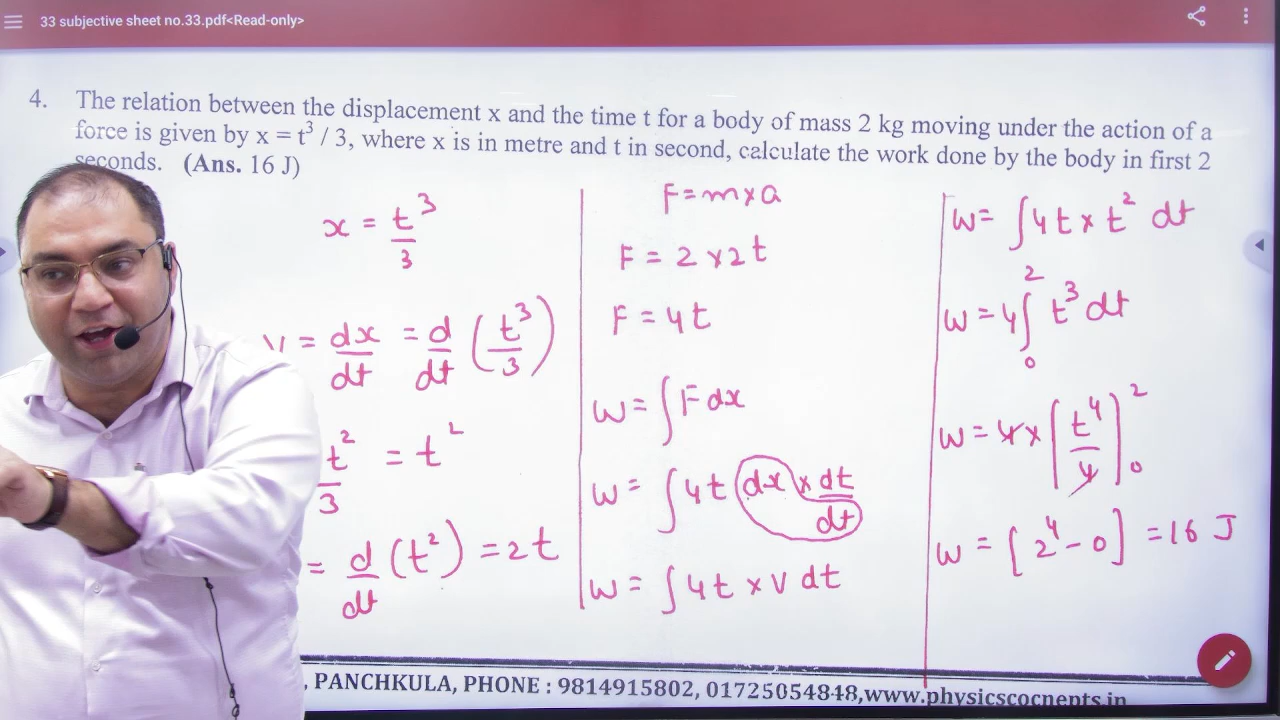 33 subjective sheet no.33.pdf<Read-only>
4. The relation between the displacement x and the time t for a body of mass 2 kg moving under the action of a
force is given by x = t³ / 3, where x is in metre and t in second, calculate the work done by the body in first 2
seconds. (Ans. 16 J)
x = t³/3
V = dx/dt = d/dt (t³/3)
t²/3 = t²
= d/dt (t²) = 2t
F = m × a
F = 2 × 2t
F = 4t
W = ∫ F dx
W = ∫ 4t dx × dt/dt
W = ∫ 4t × V dt
W = ∫ 4t × t² dt
W = 4 ∫₀² t³ dt
W = 4 × [t⁴/4]₀²
W = [2⁴ - 0] = 16 J
, PANCHKULA, PHONE : 9814915802, 01725054848,www.physicscocnepts.in